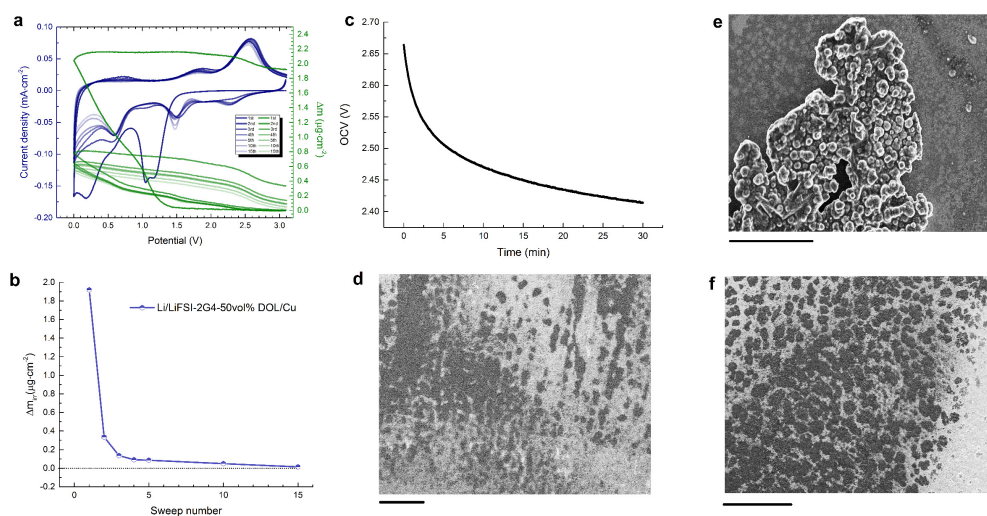 a
0.10
0.05
0.00
-0.05
-0.10
-0.15
-0.20
Current density (mA·cm⁻²)
2.4
2.2
2.0
1.8
1.6
1.4
1.2
1.0
0.8
0.6
0.4
0.2
0.0
Δm (µg·cm⁻²)
1st 1st
2nd 2nd
3rd 3rd
4th 4th
5th 5th
10th 10th
15th 15th
0.0 0.5 1.0 1.5 2.0 2.5 3.0
Potential (V)
b
2.0
1.8
1.6
1.4
1.2
1.0
0.8
0.6
0.4
0.2
0.0
-0.2
Li/LiFSI-2G4-50vol% DOL/Cu
0 5 10 15
Sweep number
c
2.70
2.65
2.60
2.55
2.50
2.45
2.40
OCV (V)
0 5 10 15 20 25 30
Time (min)
d
e
f